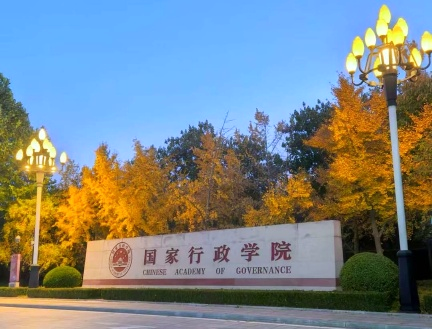 国家行政学院
CHINESE ACADEMY OF GOVERNANCE